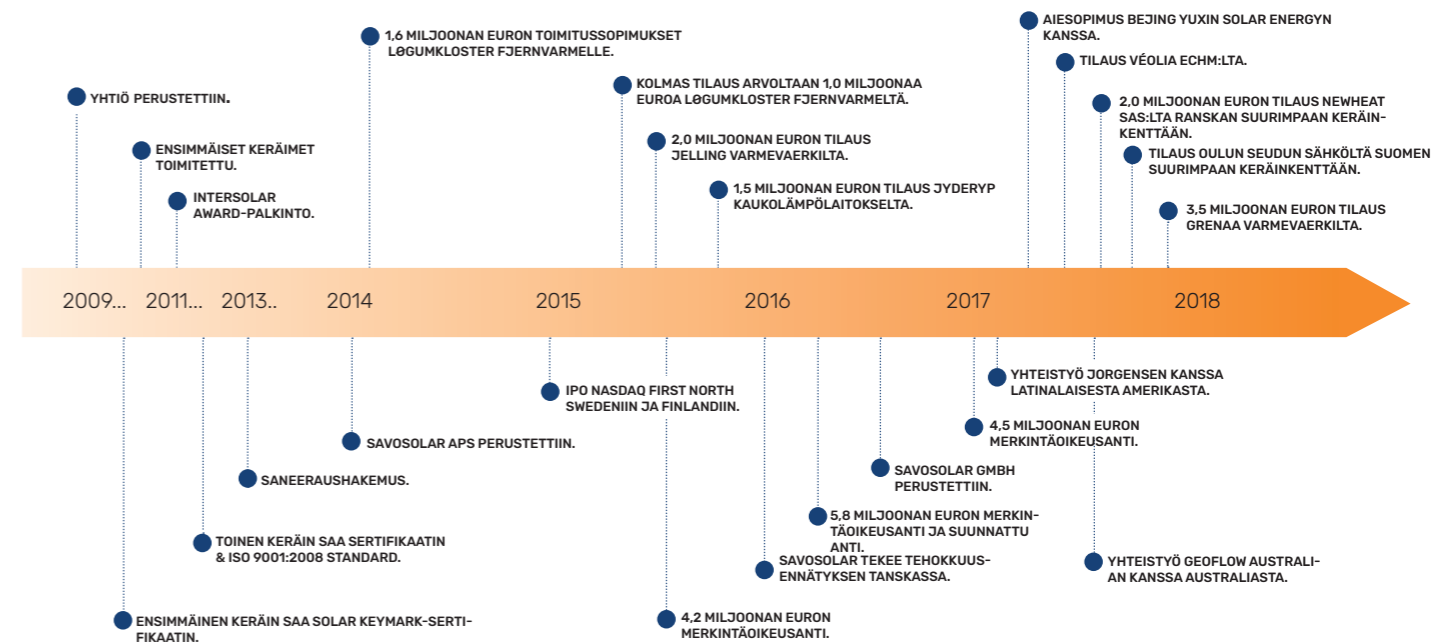 YHTIÖ PERUSTETTIIN.
ENSIMMÄISET KERÄIMET
TOIMITETTU.
INTERSOLAR
AWARD-PALKINTO.
1,6 MILJOONAN EURON TOIMITUSSOPIMUKSET
LØGUMKLOSTER FJERNVARMELLE.
KOLMAS TILAUS ARVOLTAAN 1,0 MILJOONAA
EUROA LØGUMKLOSTER FJERNVARMELTÄ.
2,0 MILJOONAN EURON TILAUS
JELLING VARMEVAERKILTA.
1,5 MILJOONAN EURON TILAUS JYDERYP
KAUKOLÄMPÖLAITOKSELTA.
AIESOPIMUS BEJING YUXIN SOLAR ENERGYN
KANSSA.
TILAUS VÉOLIA ECHM:LTA.
2,0 MILJOONAN EURON TILAUS NEWHEAT
SAS:LTA RANSKAN SUURIMPAAN KERÄIN-
KENTTÄÄN.
TILAUS OULUN SEUDUN SÄHKÖLTÄ SUOMEN
SUURIMPAAN KERÄINKENTTÄÄN.
3,5 MILJOONAN EURON TILAUS
GRENAA VARMEVAERKILTA.
2009... 2011... 2013.. 2014 2015 2016 2017 2018
ENSIMMÄINEN KERÄIN SAA SOLAR KEYMARK-SERTI-
FIKAATIN.
TOINEN KERÄIN SAA SERTIFIKAATIN
& ISO 9001:2008 STANDARD.
SANEERAUSHAKEMUS.
SAVOSOLAR APS PERUSTETTIIN.
IPO NASDAQ FIRST NORTH
SWEDENIIN JA FINLANDIIN.
4,2 MILJOONAN EURON
MERKINTÄOIKEUSANTI.
SAVOSOLAR TEKEE TEHOKKUUS-
ENNÄTYKSEN TANSKASSA.
5,8 MILJOONAN EURON MERKIN-
TÄOIKEUSANTI JA SUUNNATTU
ANTI.
SAVOSOLAR GMBH
PERUSTETTIIN.
4,5 MILJOONAN EURON
MERKINTÄOIKEUSANTI.
YHTEISTYÖ JORGENSEN KANSSA
LATINALAISESTA AMERIKASTA.
YHTEISTYÖ GEOFLOW AUSTRALI-
AN KANSSA AUSTRALIASTA.